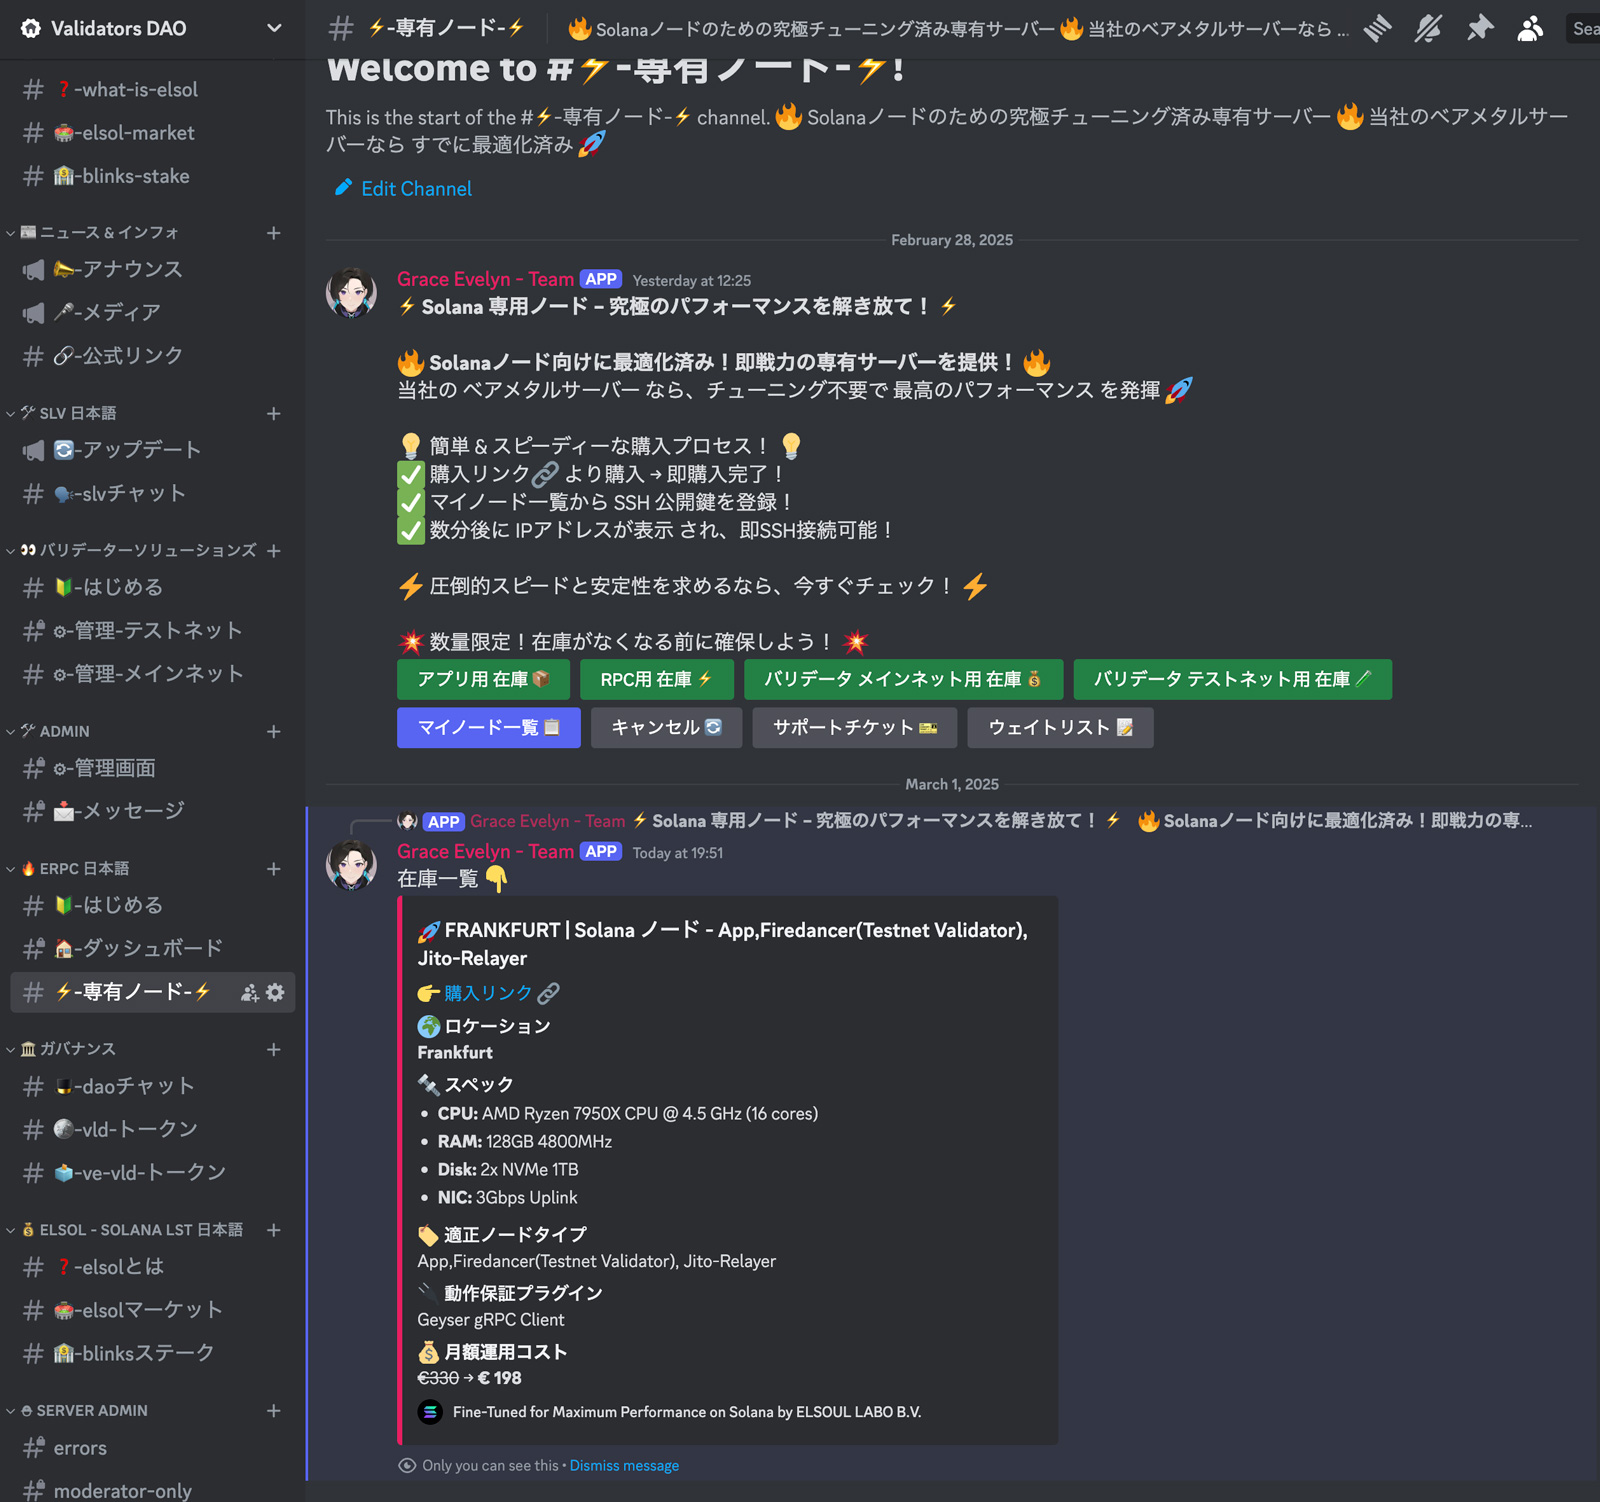 Validators DAO
❓-what-is-elsol
-elsol-market
🏦-blinks-stake
📰ニュース & インフォ
📣-アナウンス
🎤-メディア
🔗-公式リンク
🛠 SLV 日本語
🔄-アップデート
🗣-slvチャット
👀 バリデーターソリューションズ
🔰-はじめる
⚙-管理-テストネット
⚙-管理-メインネット
🛠 ADMIN
⚙-管理画面
📩-メッセージ
🔥 ERPC 日本語
🔰-はじめる
🏠-ダッシュボード
⚡-専有ノード-⚡
🏛 ガバナンス
🎩-daoチャット
-vld-トークン
🗳-ve-vld-トークン
💰 ELSOL - SOLANA LST 日本語
❓-elsolとは
-elsolマーケット
🏦-blinksステーク
SERVER ADMIN
errors
moderator-only
# ⚡-専有ノード-⚡
🔥Solanaノードのための究極チューニング済み専有サーバー🔥当社のベアメタルサーバーなら ...
Sea
Welcome to #⚡-専有ノード-⚡!
This is the start of the #⚡-専有ノード-⚡ channel. 🔥 Solanaノードのための究極チューニング済み専有サーバー 🔥 当社のベアメタルサー
バーなら すでに最適化済み 🚀
Edit Channel
February 28, 2025
Grace Evelyn - Team APP Yesterday at 12:25
⚡ Solana 専用ノード – 究極のパフォーマンスを解き放て！ ⚡
🔥 Solanaノード向けに最適化済み！即戦力の専有サーバーを提供！ 🔥
当社の ベアメタルサーバー なら、チューニング不要で 最高のパフォーマンス を発揮 🚀
💡 簡単 & スピーディーな購入プロセス！ 💡
✅ 購入リンク🔗 より購入 → 即購入完了！
✅ マイノード一覧から SSH 公開鍵を登録！
✅ 数分後に IPアドレスが表示 され、即SSH接続可能！
⚡ 圧倒的スピードと安定性を求めるなら、今すぐチェック！ ⚡
💥 数量限定！在庫がなくなる前に確保しよう！ 💥
アプリ用 在庫📦
RPC用 在庫⚡
バリデータ メインネット用 在庫💰
バリデータ テストネット用 在庫🧪
マイノード一覧📋
キャンセル🔄
サポートチケット🎫
ウェイトリスト📝
March 1, 2025
APP Grace Evelyn - Team ⚡ Solana 専用ノード – 究極のパフォーマンスを解き放て！ ⚡ 🔥Solanaノード向けに最適化済み！即戦力の専...
Grace Evelyn - Team APP Today at 19:51
在庫一覧 👇
🚀 FRANKFURT | Solana ノード - App,Firedancer(Testnet Validator),
Jito-Relayer
👉 購入リンク 🔗
🌍 ロケーション
Frankfurt
🔩 スペック
• CPU: AMD Ryzen 7950X CPU @ 4.5 GHz (16 cores)
• RAM: 128GB 4800MHz
• Disk: 2x NVMe 1TB
• NIC: 3Gbps Uplink
🏷 適正ノードタイプ
App,Firedancer(Testnet Validator), Jito-Relayer
🔌 動作保証プラグイン
Geyser gRPC Client
💰 月額運用コスト
€330 → € 198
Fine-Tuned for Maximum Performance on Solana by ELSOUL LABO B.V.
Only you can see this • Dismiss message